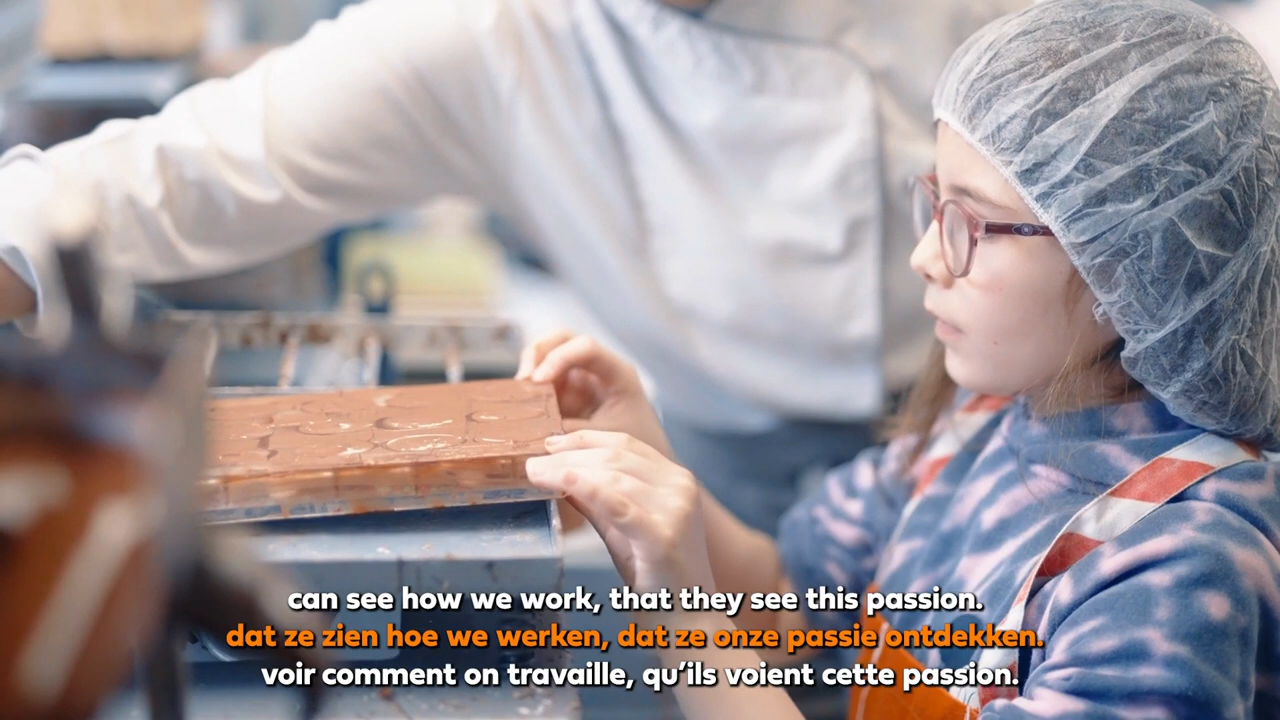 can see how we work, that they see this passion.
dat ze zien hoe we werken, dat ze onze passie ontdekken.
voir comment on travaille, qu’ils voient cette passion.